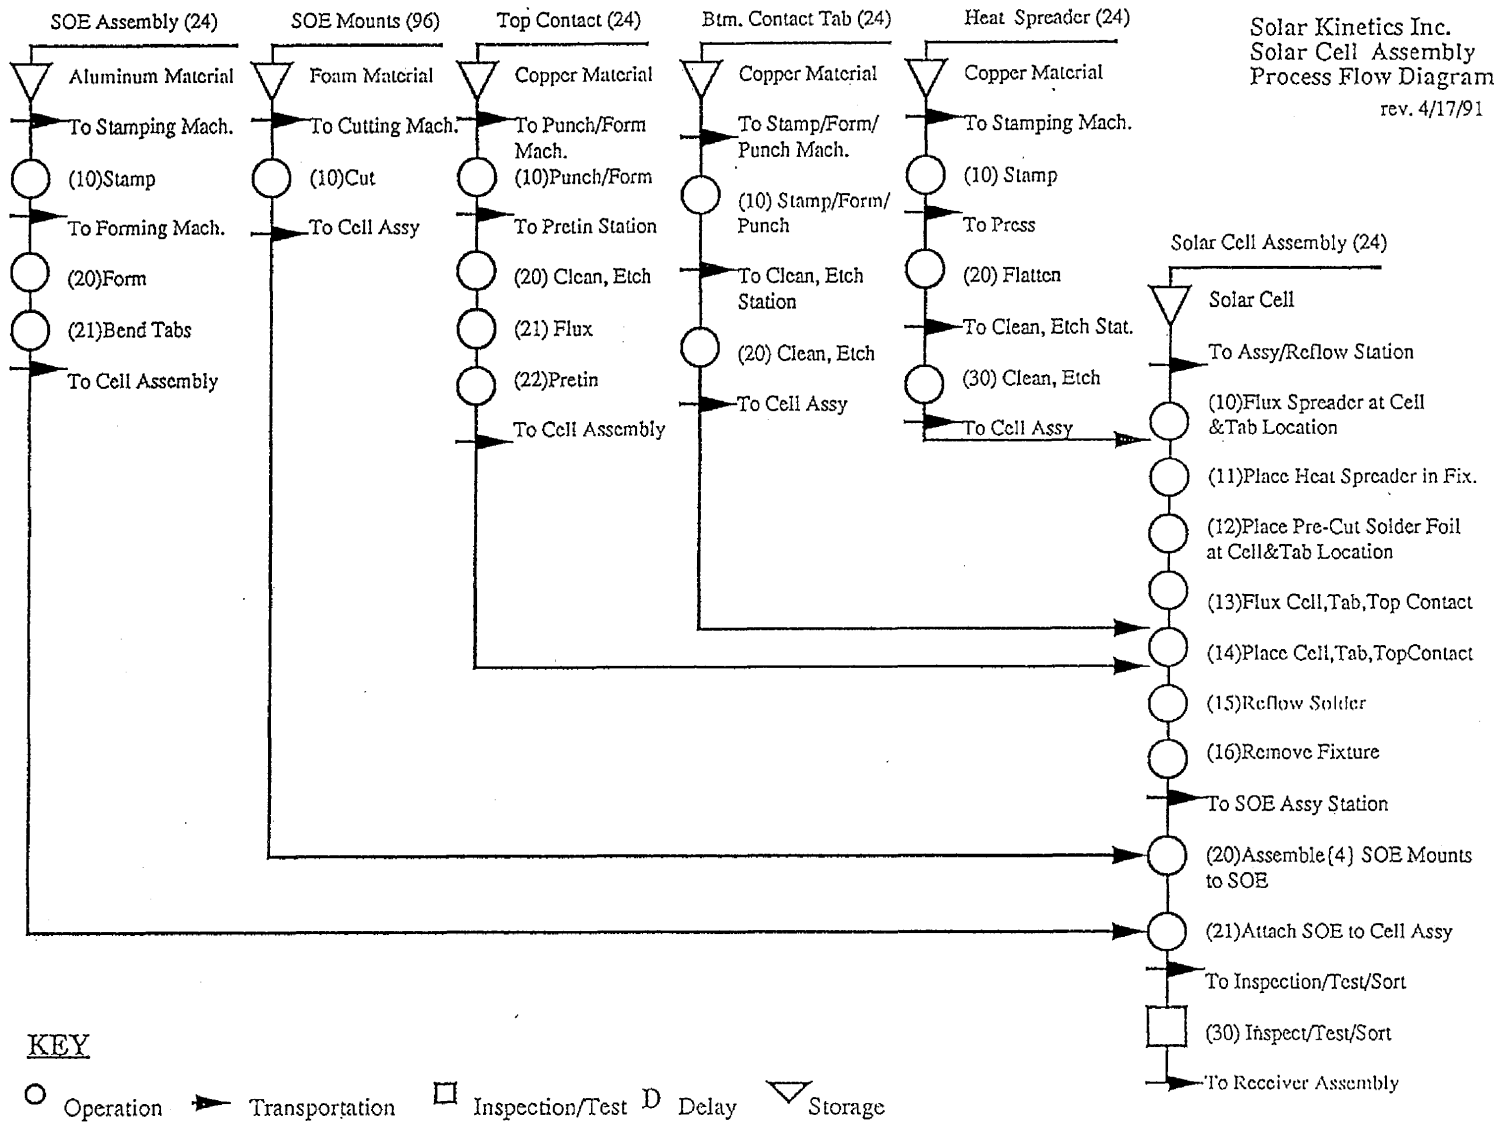 Solar Kinetics Inc.
Solar Cell Assembly
Process Flow Diagram
rev. 4/17/91
SOE Assembly (24)
Aluminum Material
To Stamping Mach.
(10)Stamp
To Forming Mach.
(20)Form
(21)Bend Tabs
To Cell Assembly
SOE Mounts (96)
Foam Material
To Cutting Mach.
(10)Cut
To Cell Assy
Top Contact (24)
Copper Material
To Punch/Form
Mach.
(10)Punch/Form
To Pretin Station
(20) Clean, Etch
(21) Flux
(22)Pretin
To Cell Assembly
Btm. Contact Tab (24)
Copper Material
To Stamp/Form/
Punch Mach.
(10) Stamp/Form/
Punch
To Clean, Etch
Station
(20) Clean, Etch
To Cell Assy
Heat Spreader (24)
Copper Material
To Stamping Mach.
(10) Stamp
To Press
(20) Flatten
To Clean, Etch Stat.
(30) Clean, Etch
To Cell Assy
Solar Cell Assembly (24)
Solar Cell
To Assy/Reflow Station
(10)Flux Spreader at Cell
&Tab Location
(11)Place Heat Spreader in Fix.
(12)Place Pre-Cut Solder Foil
at Cell&Tab Location
(13)Flux Cell,Tab,Top Contact
(14)Place Cell,Tab,TopContact
(15)Reflow Solder
(16)Remove Fixture
To SOE Assy Station
(20)Assemble{4} SOE Mounts
to SOE
(21)Attach SOE to Cell Assy
To Inspection/Test/Sort
(30) Inspect/Test/Sort
To Receiver Assembly
KEY
Operation
Transportation
Inspection/Test
D Delay
Storage